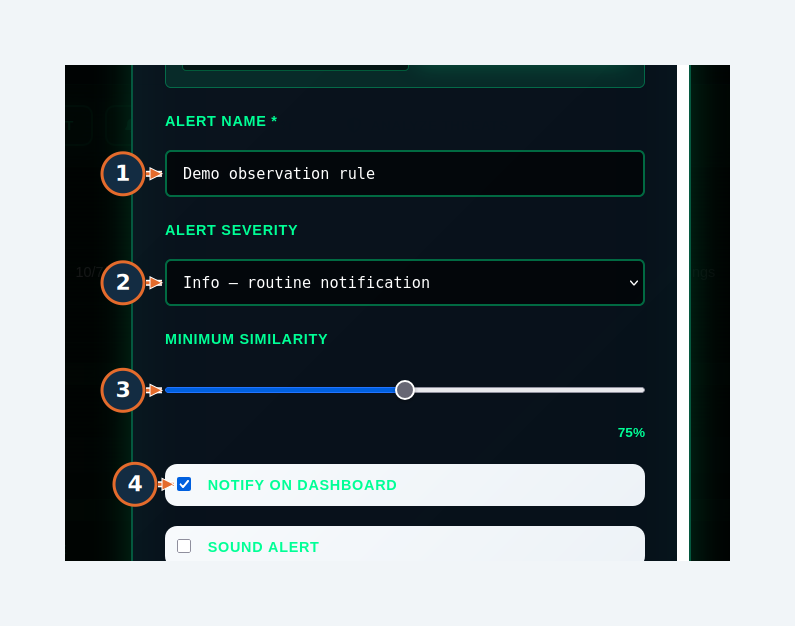 ALERT NAME *
1
Demo observation rule
ALERT SEVERITY
2
Info — routine notification
MINIMUM SIMILARITY
3
75%
4
NOTIFY ON DASHBOARD
SOUND ALERT